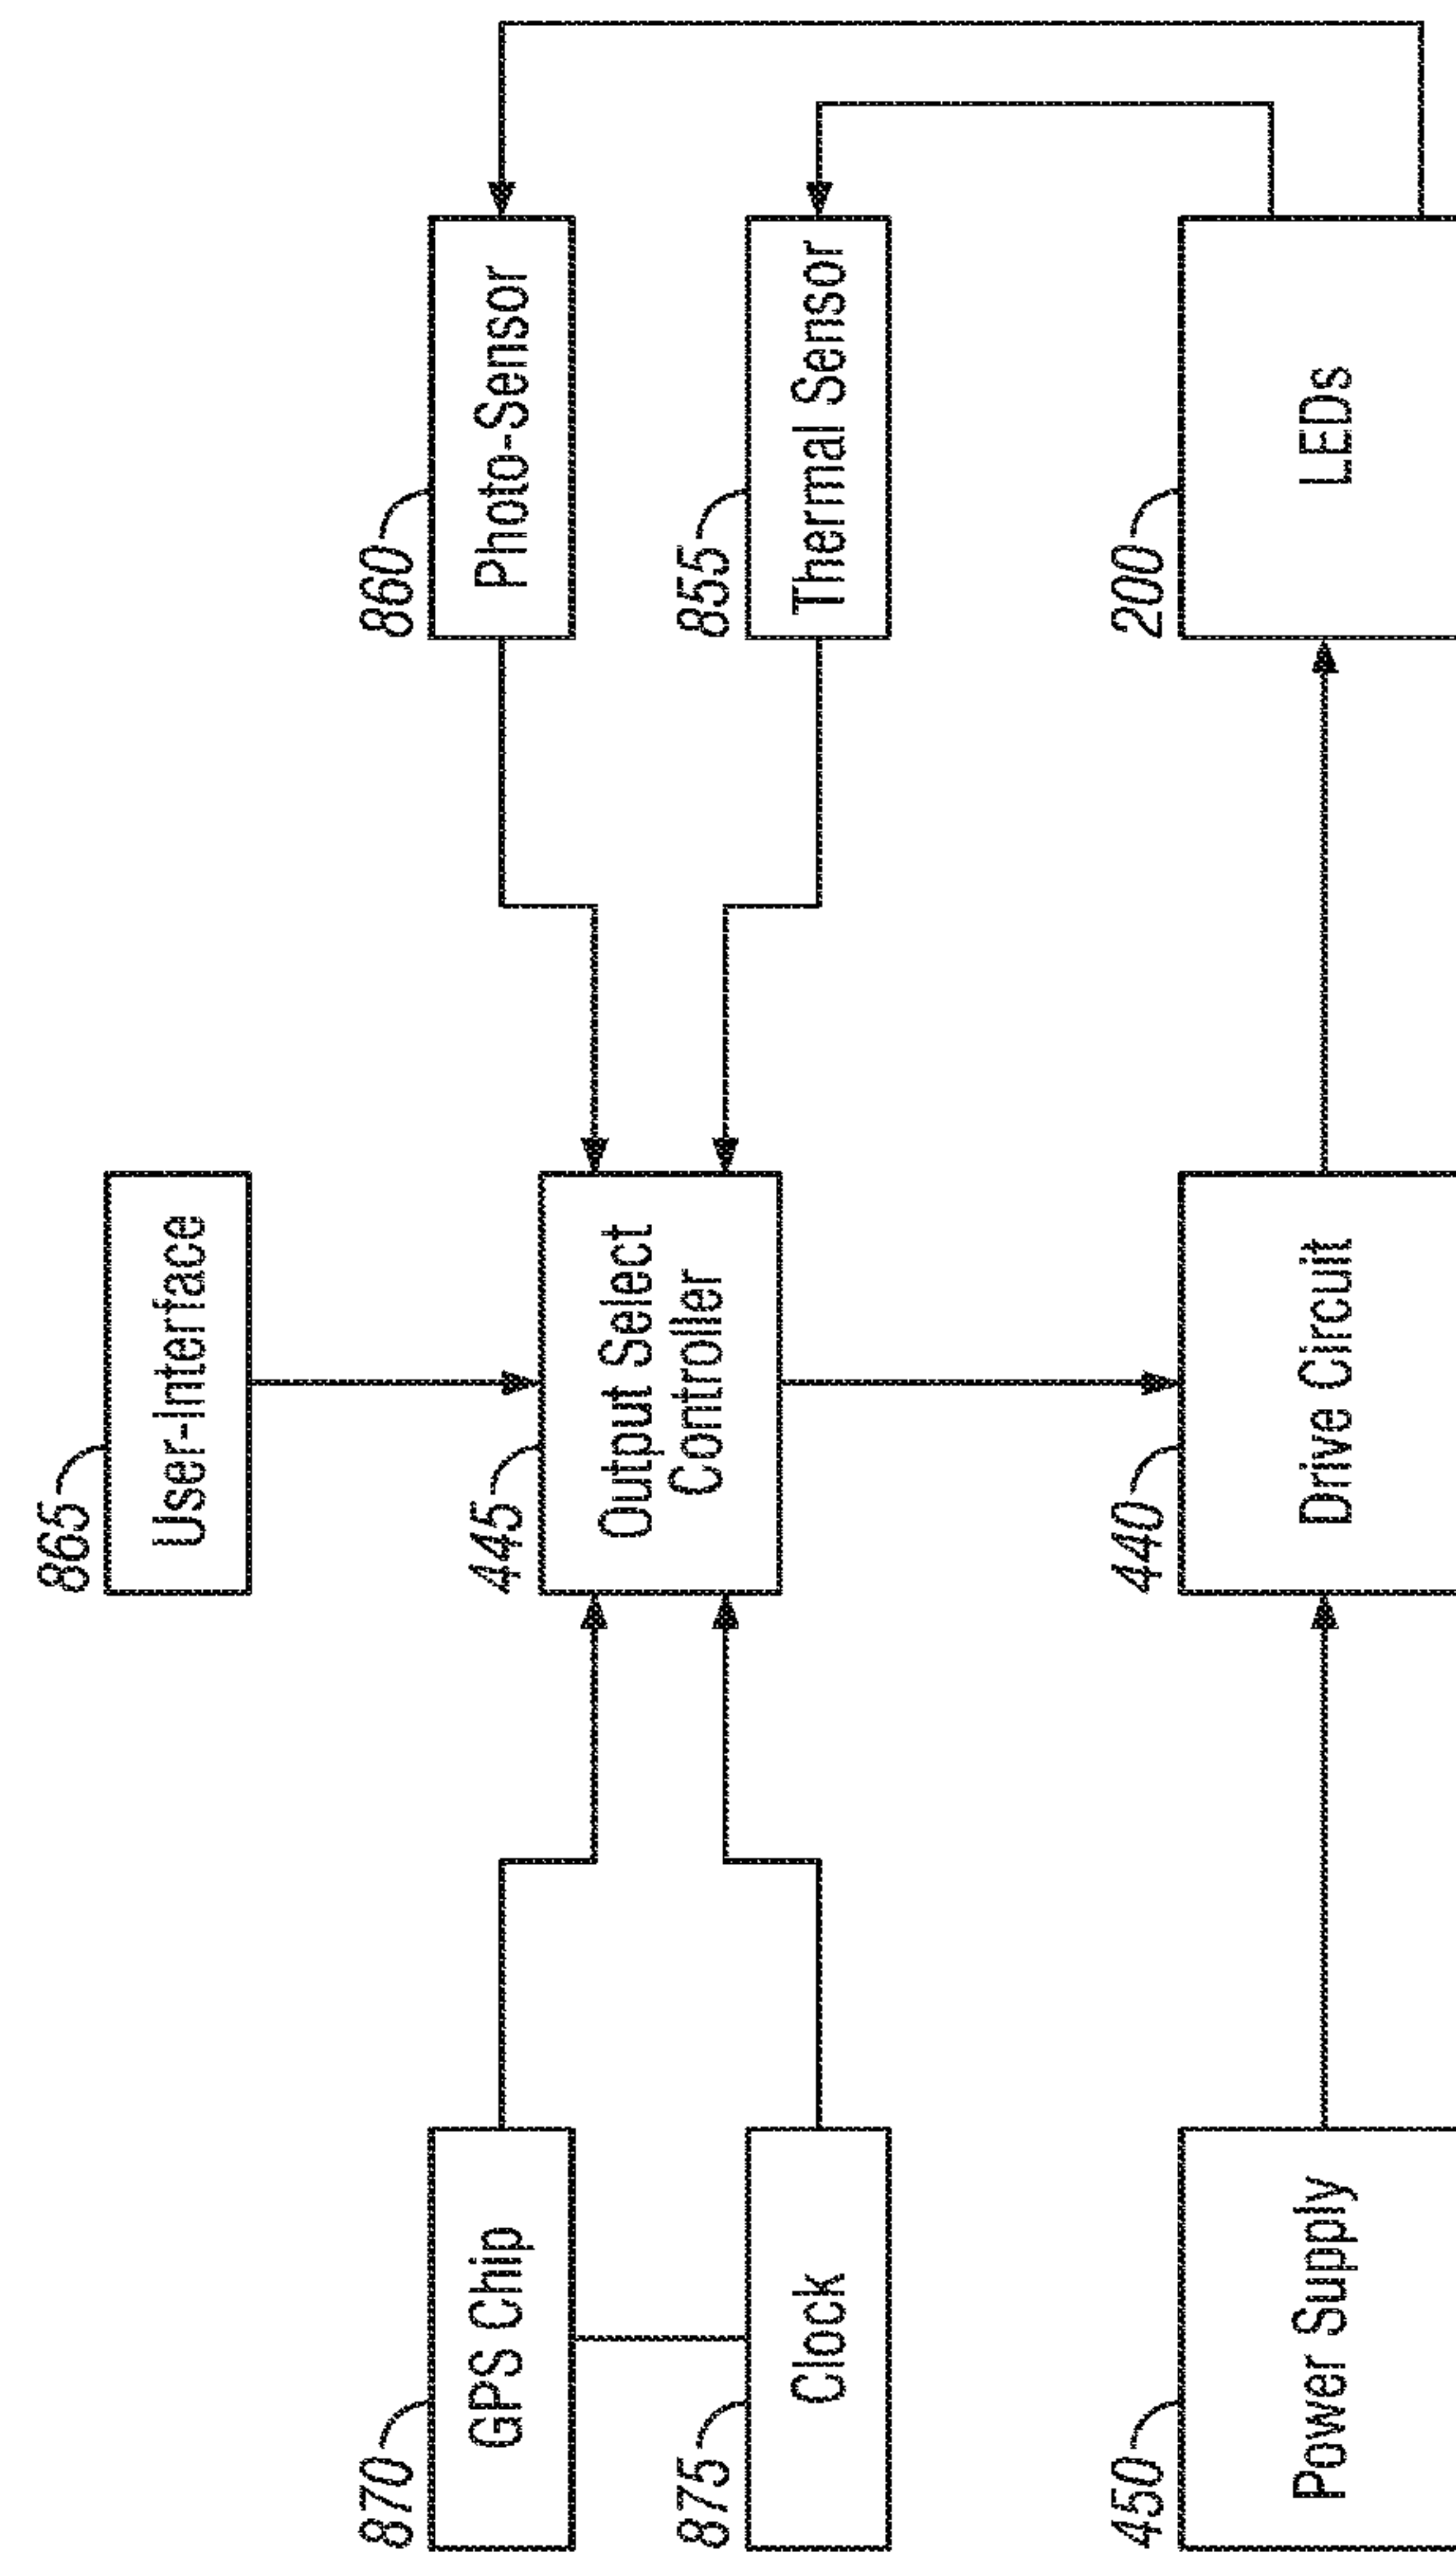 865
User-Interface
870
GPS Chip
445
Output Select
Controller
860
Photo-Sensor
875
Clock
855
Thermal Sensor
450
Power Supply
440
Drive Circuit
200
LEDs